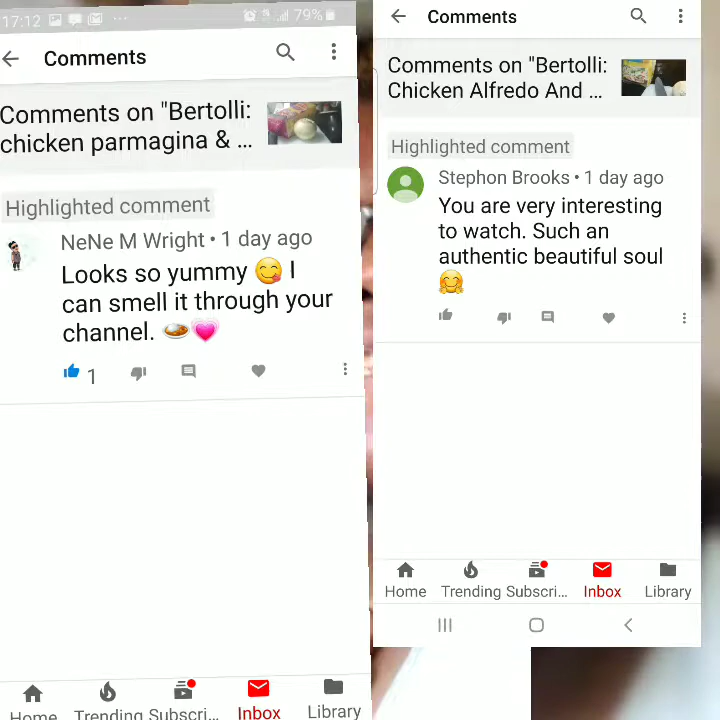 17:12
79%
Comments
Comments on "Bertolli:
chicken parmagina & ...
Highlighted comment
NeNe M Wright • 1 day ago
Looks so yummy 😋 I
can smell it through your
channel. 🍛💗
1
Home Trending Subscri... Inbox Library
Comments
Comments on "Bertolli:
Chicken Alfredo And ...
Highlighted comment
Stephon Brooks • 1 day ago
You are very interesting
to watch. Such an
authentic beautiful soul
🤗
Home Trending Subscri... Inbox Library